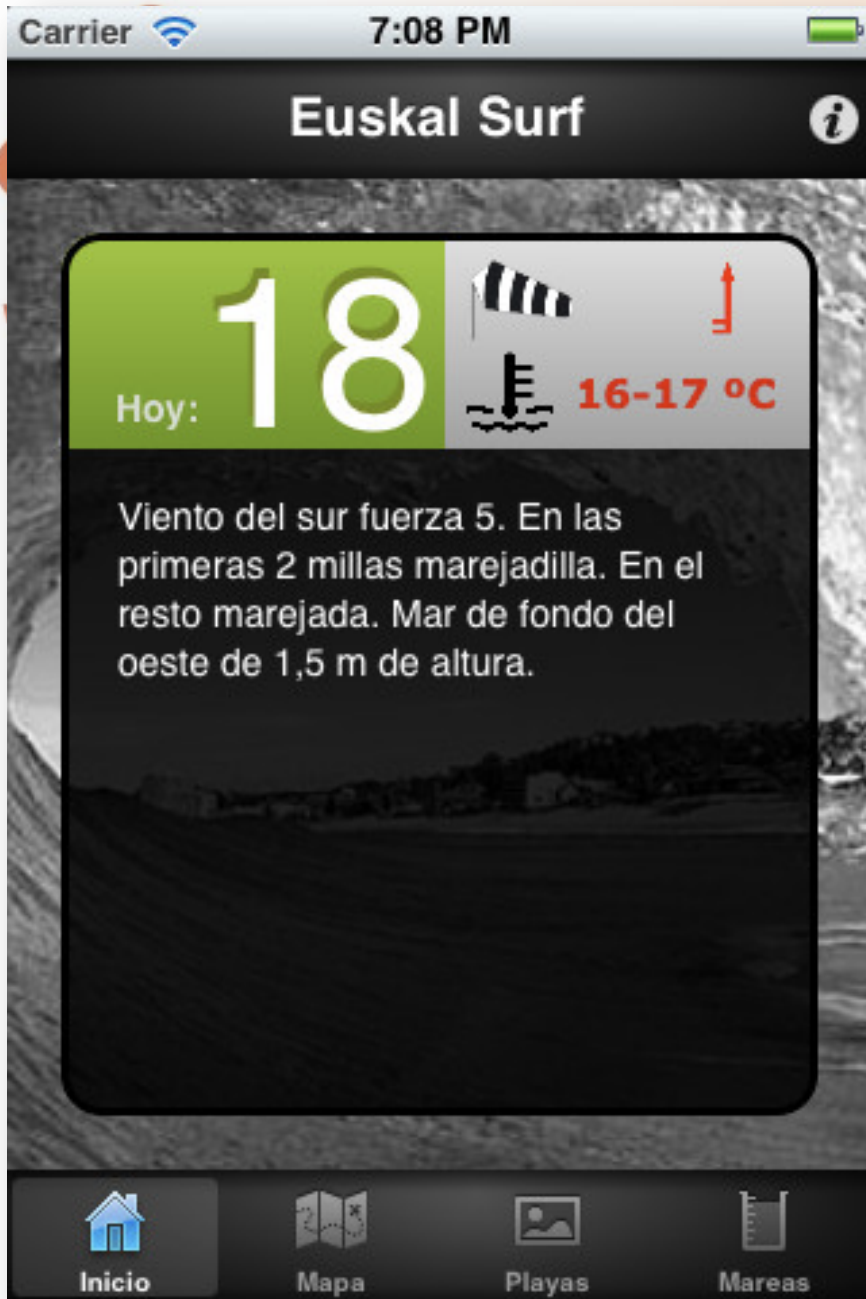 Carrier 7:08 PM
Euskal Surf
Hoy: 18
16-17 ºC
Viento del sur fuerza 5. En las
primeras 2 millas marejadilla. En el
resto marejada. Mar de fondo del
oeste de 1,5 m de altura.
Inicio Mapa Playas Mareas